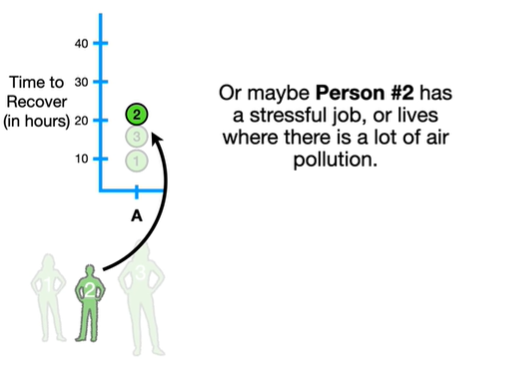 40
Time to
Recover
(in hours)
30
20
10
2
3
1
A
Or maybe Person #2 has
a stressful job, or lives
where there is a lot of air
pollution.
1
2
3